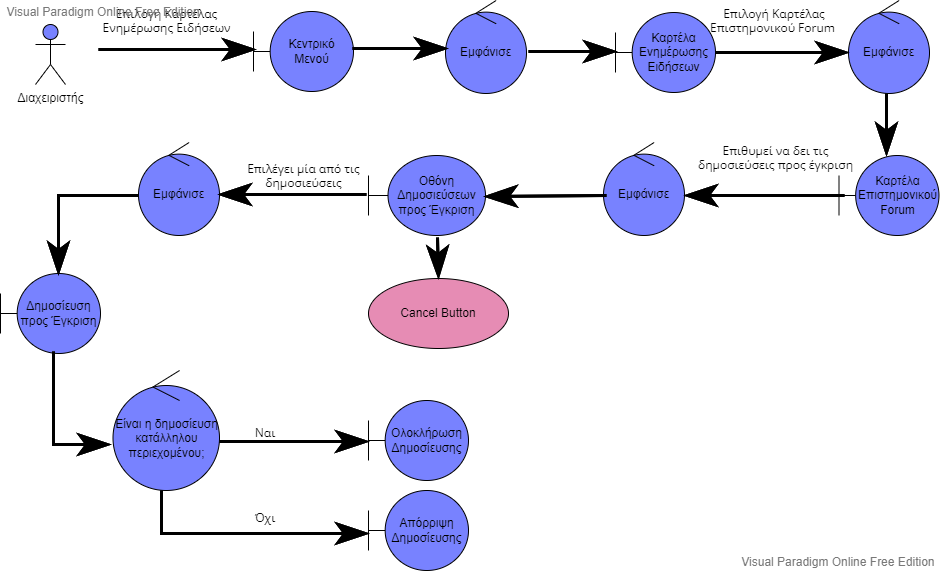 Visual Paradigm Online Free Edition
Επιλογή Καρτέλας
Ενημέρωσης Ειδήσεων
Διαχειριστής
Κεντρικό
Μενού
Εμφάνισε
Καρτέλα
Ενημέρωσης
Ειδήσεων
Επιλογή Καρτέλας
Επιστημονικού Forum
Εμφάνισε
Εμφάνισε
Επιλέγει μία από τις
δημοσιεύσεις
Οθόνη
Δημοσιεύσεων
προς Έγκριση
Εμφάνισε
Επιθυμεί να δει τις
δημοσιεύσεις προς έγκριση
Καρτέλα
Επιστημονικού
Forum
Cancel Button
Δημοσίευση
προς Έγκριση
Είναι η δημοσίευση
κατάλληλου
περιεχομένου;
Ναι
Ολοκλήρωση
Δημοσίευσης
Όχι
Απόρριψη
Δημοσίευσης
Visual Paradigm Online Free Edition